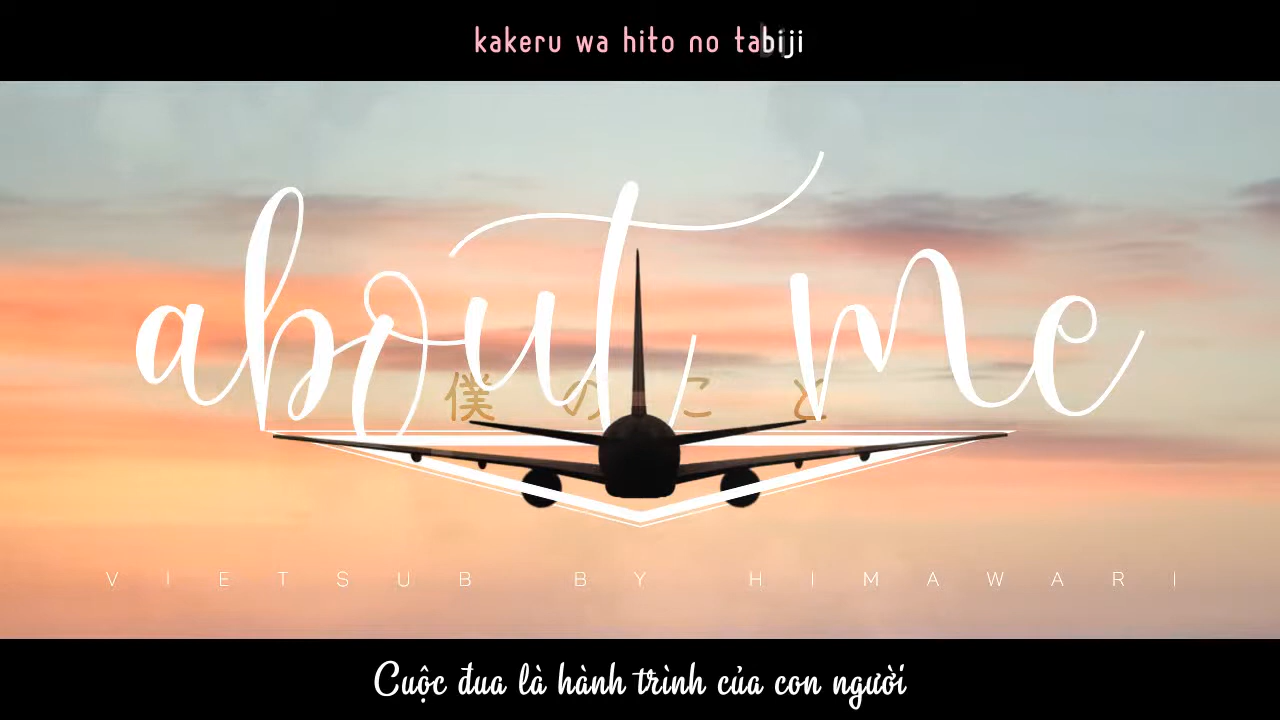 kakeru wa hito no tabiji
about me
僕のこと
VIETSUB BY HIMAWARI
Cuộc đua là hành trình của con người